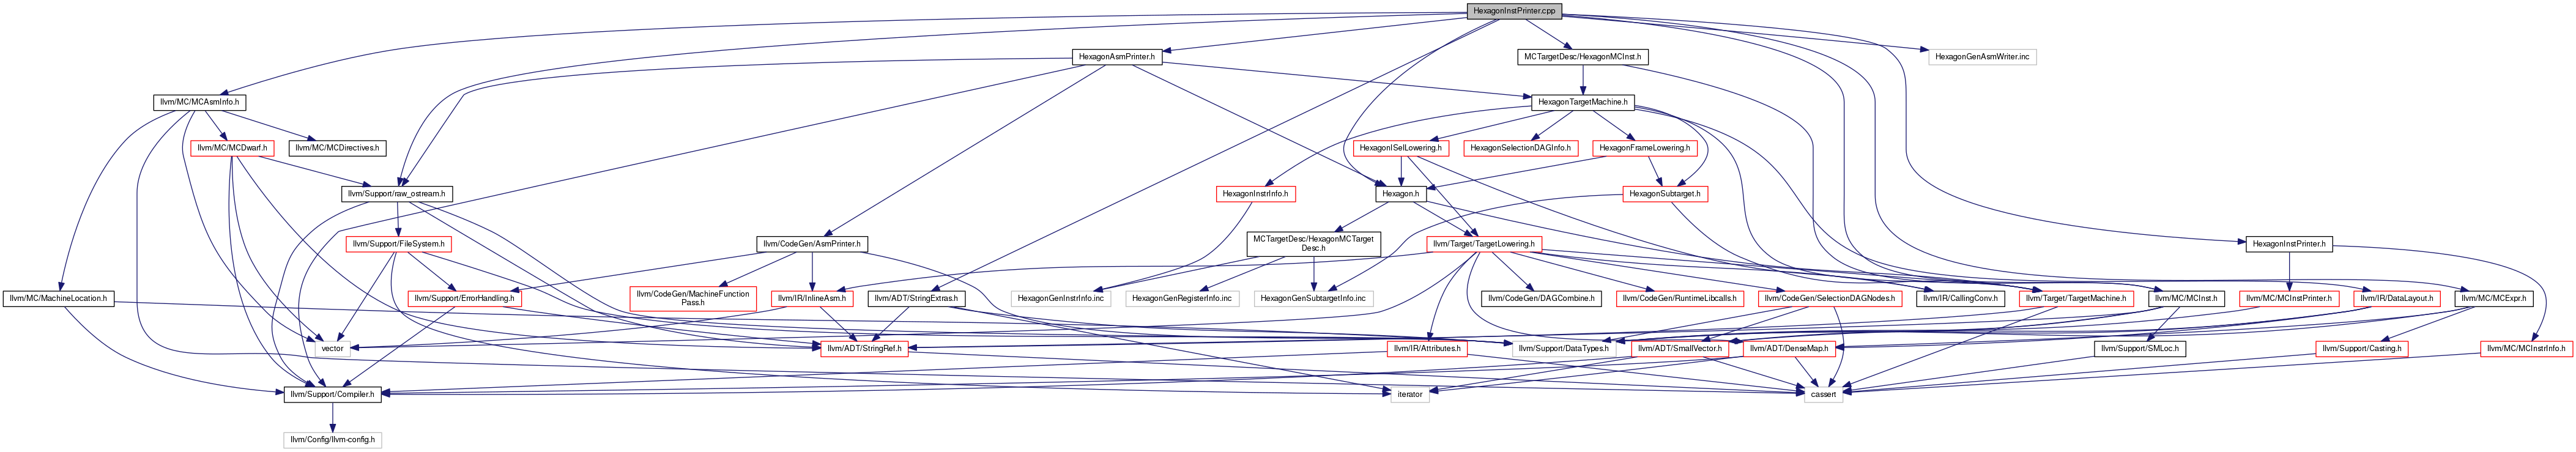 HexagonInstPrinter.cpp
HexagonAsmPrinter.h
MCTargetDesc/HexagonMCInst.h
HexagonGenAsmWriter.inc
llvm/MC/MCAsmInfo.h
HexagonTargetMachine.h
llvm/MC/MCDwarf.h
llvm/MC/MCDirectives.h
HexagonISelLowering.h
HexagonSelectionDAGInfo.h
HexagonFrameLowering.h
llvm/Support/raw_ostream.h
HexagonInstrInfo.h
Hexagon.h
HexagonSubtarget.h
llvm/Support/FileSystem.h
llvm/CodeGen/AsmPrinter.h
MCTargetDesc/HexagonMCTarget
Desc.h
llvm/Target/TargetLowering.h
HexagonInstPrinter.h
llvm/MC/MachineLocation.h
llvm/Support/ErrorHandling.h
llvm/CodeGen/MachineFunction
Pass.h
llvm/IR/InlineAsm.h
llvm/ADT/StringExtras.h
HexagonGenInstrInfo.inc
HexagonGenRegisterInfo.inc
HexagonGenSubtargetInfo.inc
llvm/CodeGen/DAGCombine.h
llvm/CodeGen/RuntimeLibcalls.h
llvm/CodeGen/SelectionDAGNodes.h
llvm/IR/CallingConv.h
llvm/Target/TargetMachine.h
llvm/MC/MCInst.h
llvm/MC/MCInstPrinter.h
llvm/IR/DataLayout.h
llvm/MC/MCExpr.h
vector
llvm/ADT/StringRef.h
llvm/IR/Attributes.h
llvm/Support/DataTypes.h
llvm/ADT/SmallVector.h
llvm/ADT/DenseMap.h
llvm/Support/SMLoc.h
llvm/Support/Casting.h
llvm/MC/MCInstrInfo.h
llvm/Support/Compiler.h
iterator
cassert
llvm/Config/llvm-config.h